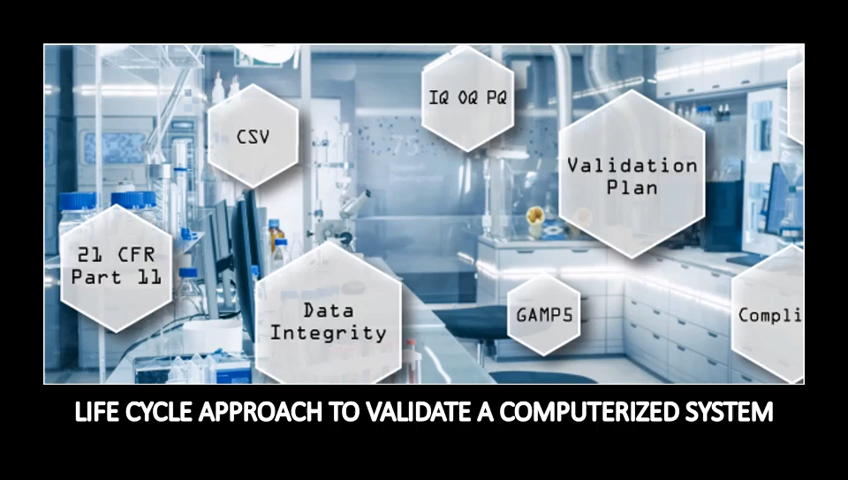 IQ OQ PQ
CSV
Validation
Plan
21 CFR
Part 11
Data
Integrity
GAMP5
Compli
LIFE CYCLE APPROACH TO VALIDATE A COMPUTERIZED SYSTEM